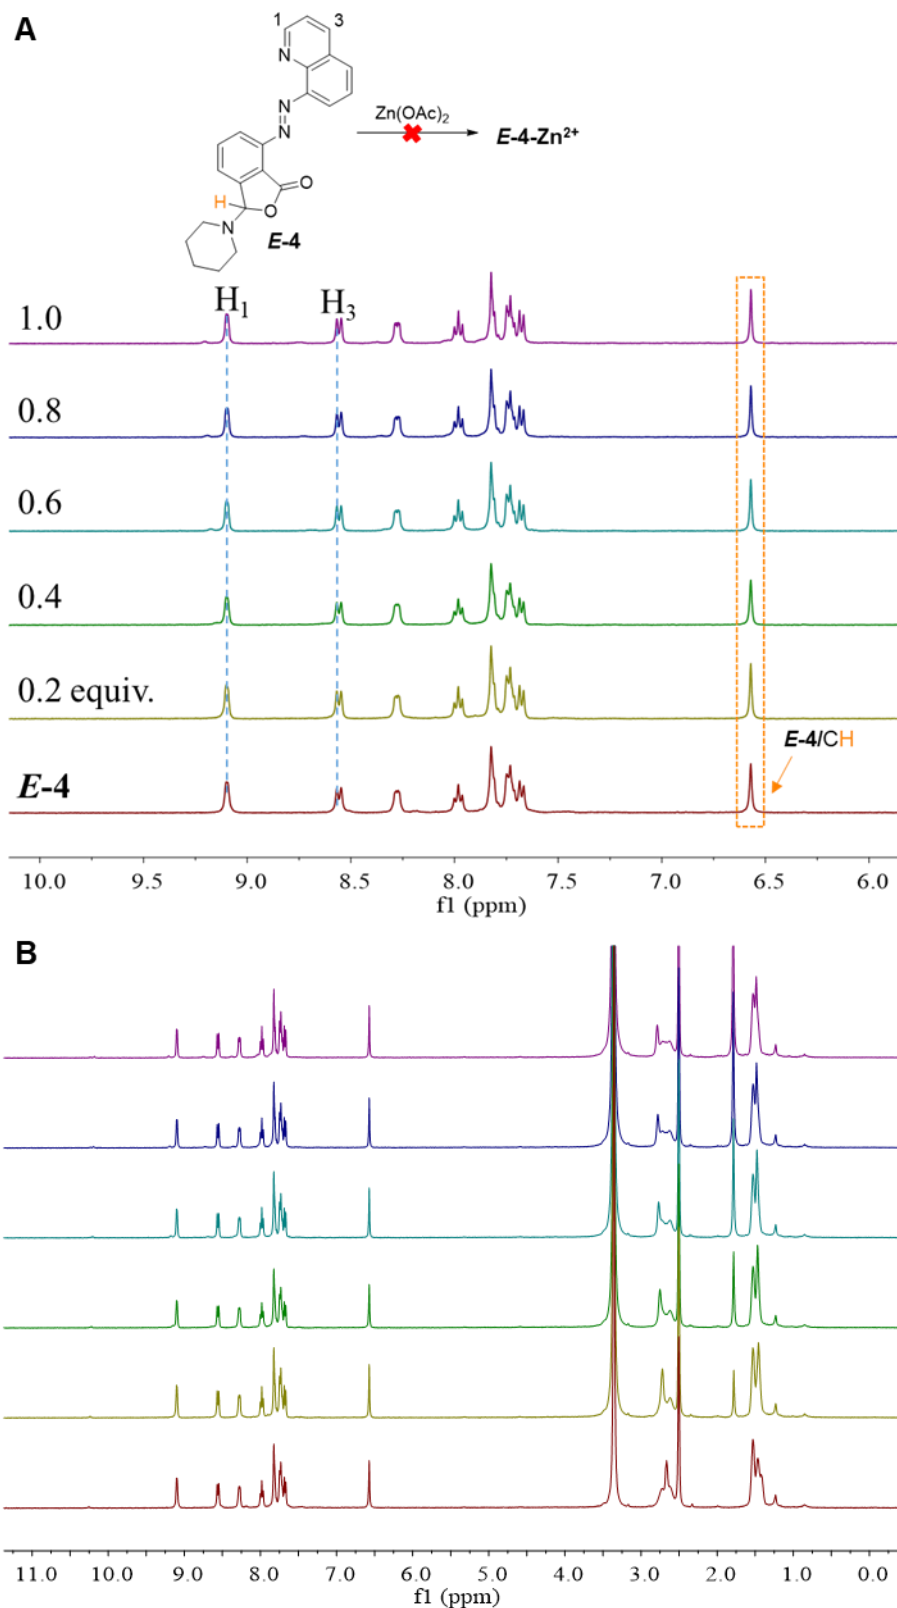 A
1 3
N
N
N
Zn(OAc)₂
E-4-Zn²⁺
O
H
O
N
E-4
H₁ H₃
1.0
0.8
0.6
0.4
0.2 equiv.
E-4/CH
E-4
10.0 9.5 9.0 8.5 8.0 7.5 7.0 6.5 6.0
f1 (ppm)
B
11.0 10.0 9.0 8.0 7.0 6.0 5.0 4.0 3.0 2.0 1.0 0.0
f1 (ppm)